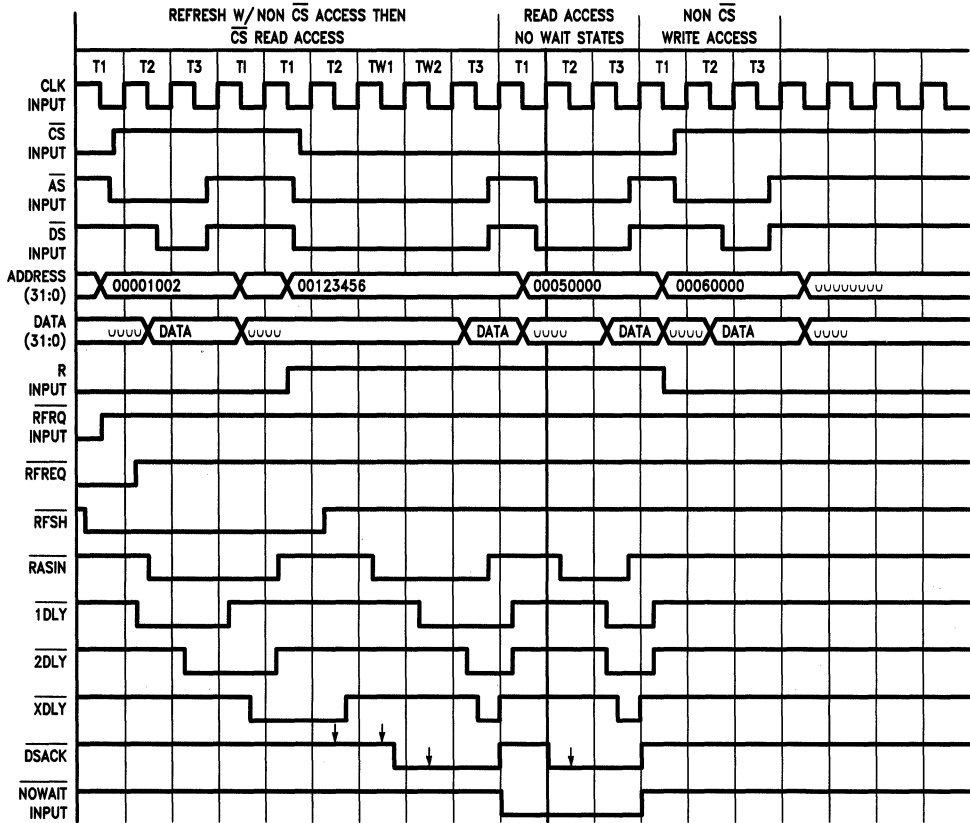 REFRESH W/NON CS ACCESS THEN
CS READ ACCESS
READ ACCESS
NO WAIT STATES
NON CS
WRITE ACCESS
T1 T2 T3 TI T1 T2 TW1 TW2 T3 T1 T2 T3 T1 T2 T3
CLK
INPUT
CS
INPUT
AS
INPUT
DS
INPUT
ADDRESS
(31:0)
00001002 00123456 00050000 00060000 UUUUUUUU
DATA
(31:0)
UUUU DATA UUUU DATA UUUU DATA UUUU DATA UUUU
R
INPUT
RFRQ
INPUT
RFREQ
RFSH
RASIN
1DLY
2DLY
XDLY
DSACK
NOWAIT
INPUT